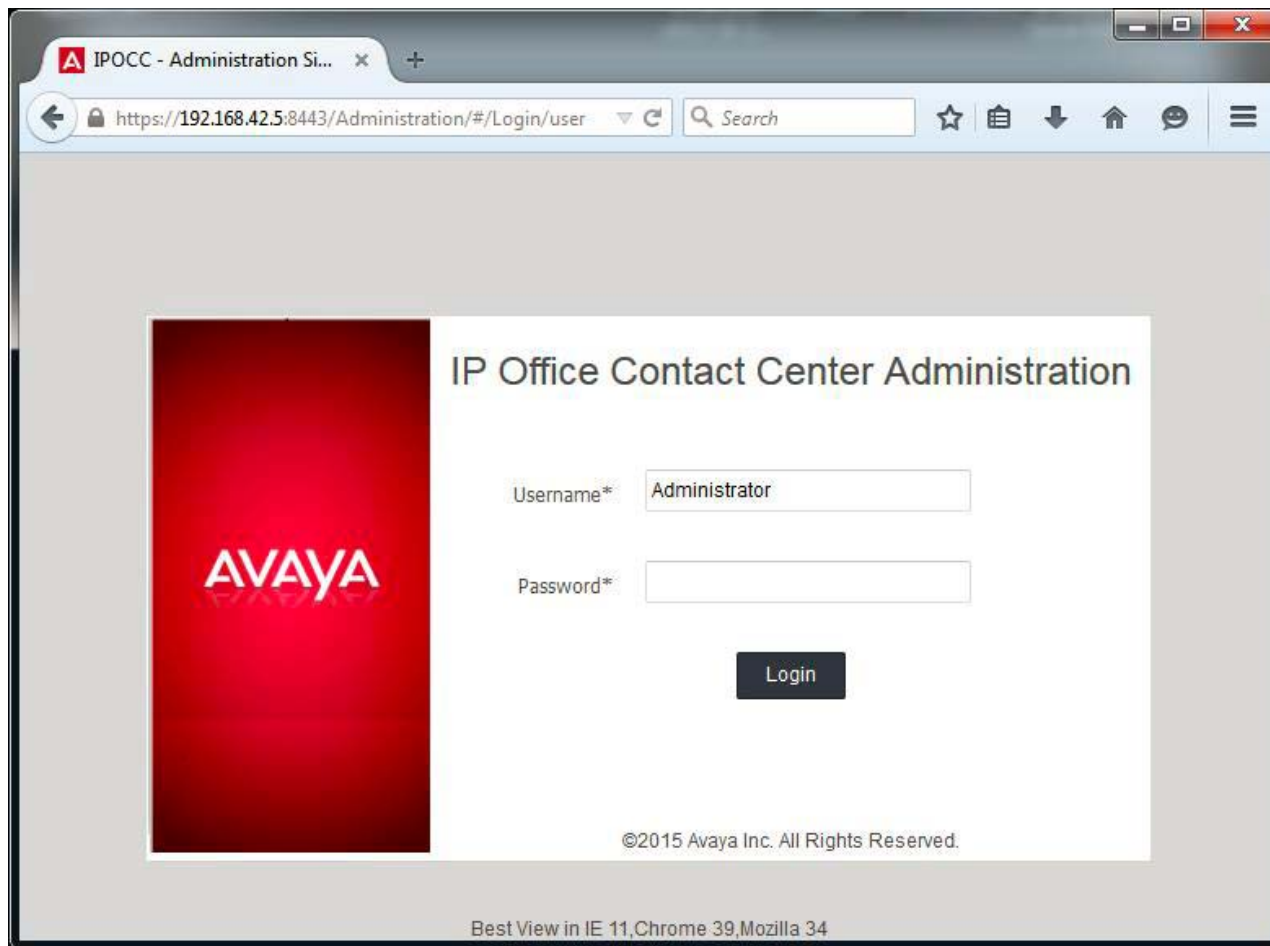 IPOCC - Administration Si...
https://192.168.42.5:8443/Administration/#/Login/user
Search
IP Office Contact Center Administration
Username*
Administrator
AVAYA
Password*
Login
©2015 Avaya Inc. All Rights Reserved.
Best View in IE 11,Chrome 39,Mozilla 34